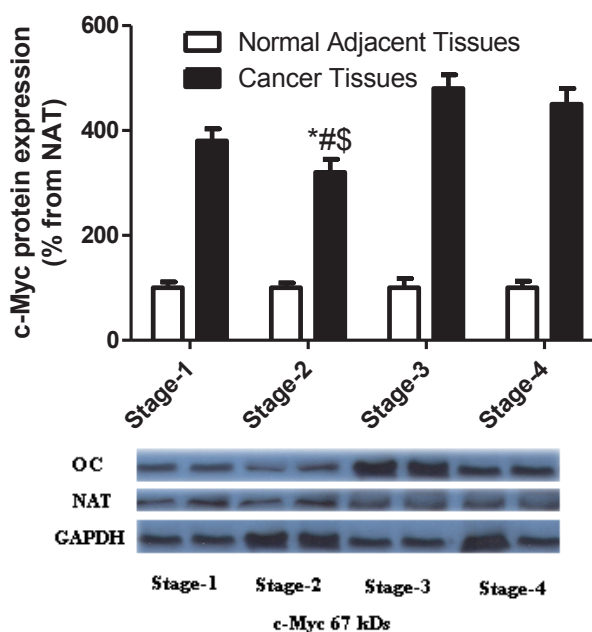 Normal Adjacent Tissues
Cancer Tissues
c-Myc protein expression
(% from NAT)
600
400
200
0
*#$
Stage-1
Stage-2
Stage-3
Stage-4
OC
NAT
GAPDH
Stage-1 Stage-2 Stage-3 Stage-4
c-Myc 67 kDs